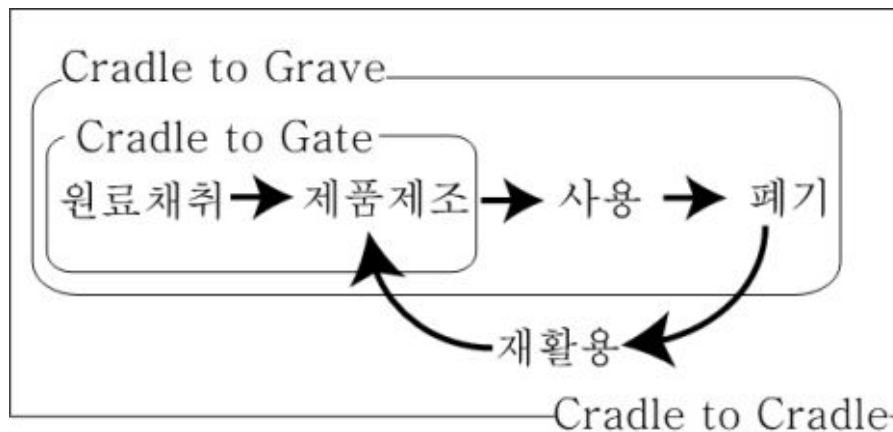 Cradle to Grave
Cradle to Gate
원료채취 제품제조 사용 폐기
재활용
Cradle to Cradle